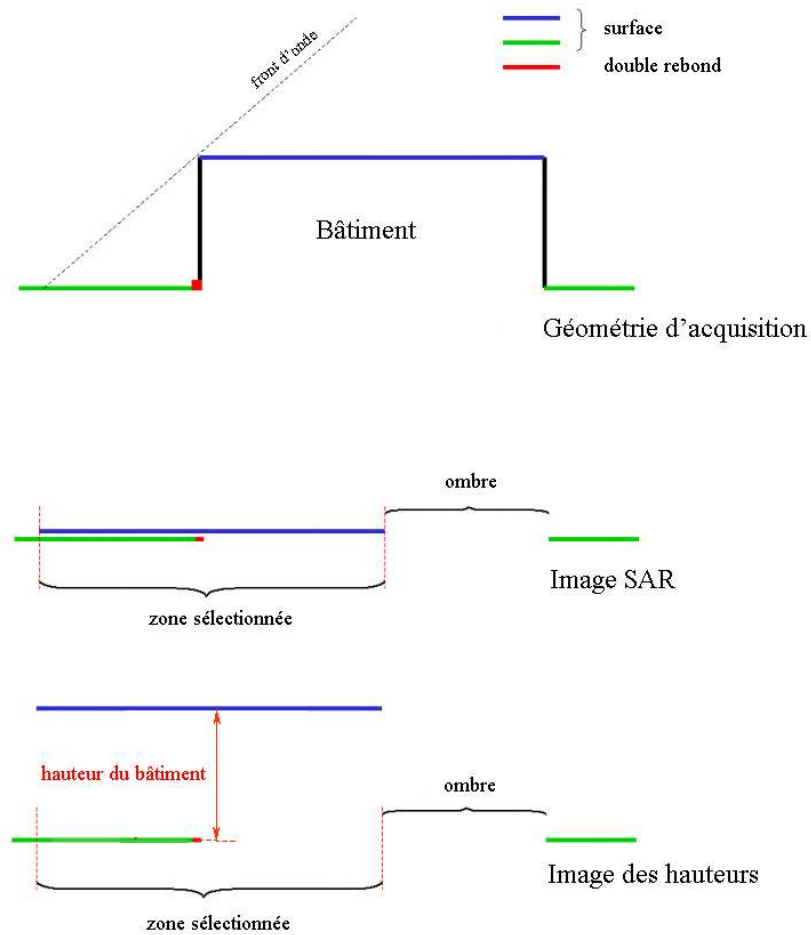 front d'onde
surface
double rebond
Bâtiment
Géométrie d'acquisition
ombre
Image SAR
zone sélectionnée
hauteur du bâtiment
ombre
Image des hauteurs
zone sélectionnée